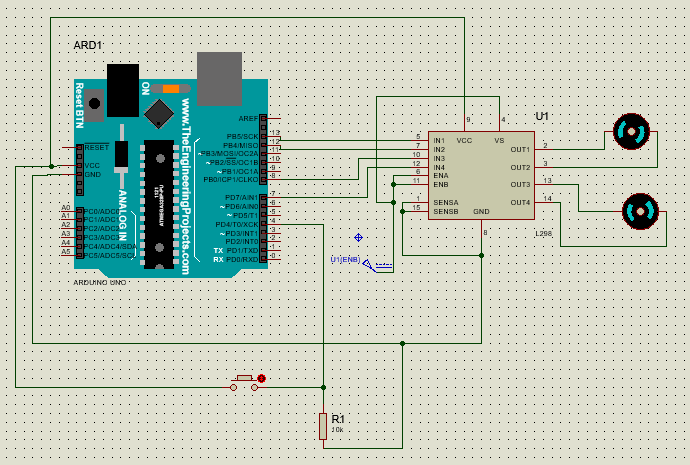 ARD1
Reset BTN
ON
www.TheEngineeringProjects.com
ANALOG IN
RESET
VCC
GND
A0
A1
A2
A3
A4
A5
PC0/ADC0
PC1/ADC1
PC2/ADC2
PC3/ADC3
PC4/ADC4/SDA
PC5/ADC5/SCL
AREF
PB5/SCK 13
PB4/MISO 12
~PB3/MOSI/OC2A 11
~PB2/SS/OC1B 10
~PB1/OC1A 9
PB0/ICP1/CLKO 8
PD7/AIN1 7
~PD6/AIN0 6
~PD5/T1 5
PD4/T0/XCK 4
~PD3/INT1 3
PD2/INT0 2
TX PD1/TXD 1
RX PD0/RXD 0
ARDUINO UNO
U1
9
4
VCC
VS
5 IN1
7 IN2
10 IN3
12 IN4
6 ENA
11 ENB
1 SENSA
15 SENSB
OUT1 2
OUT2 3
OUT3 13
OUT4 14
GND
8
L298
U1(ENB)
R1
10k